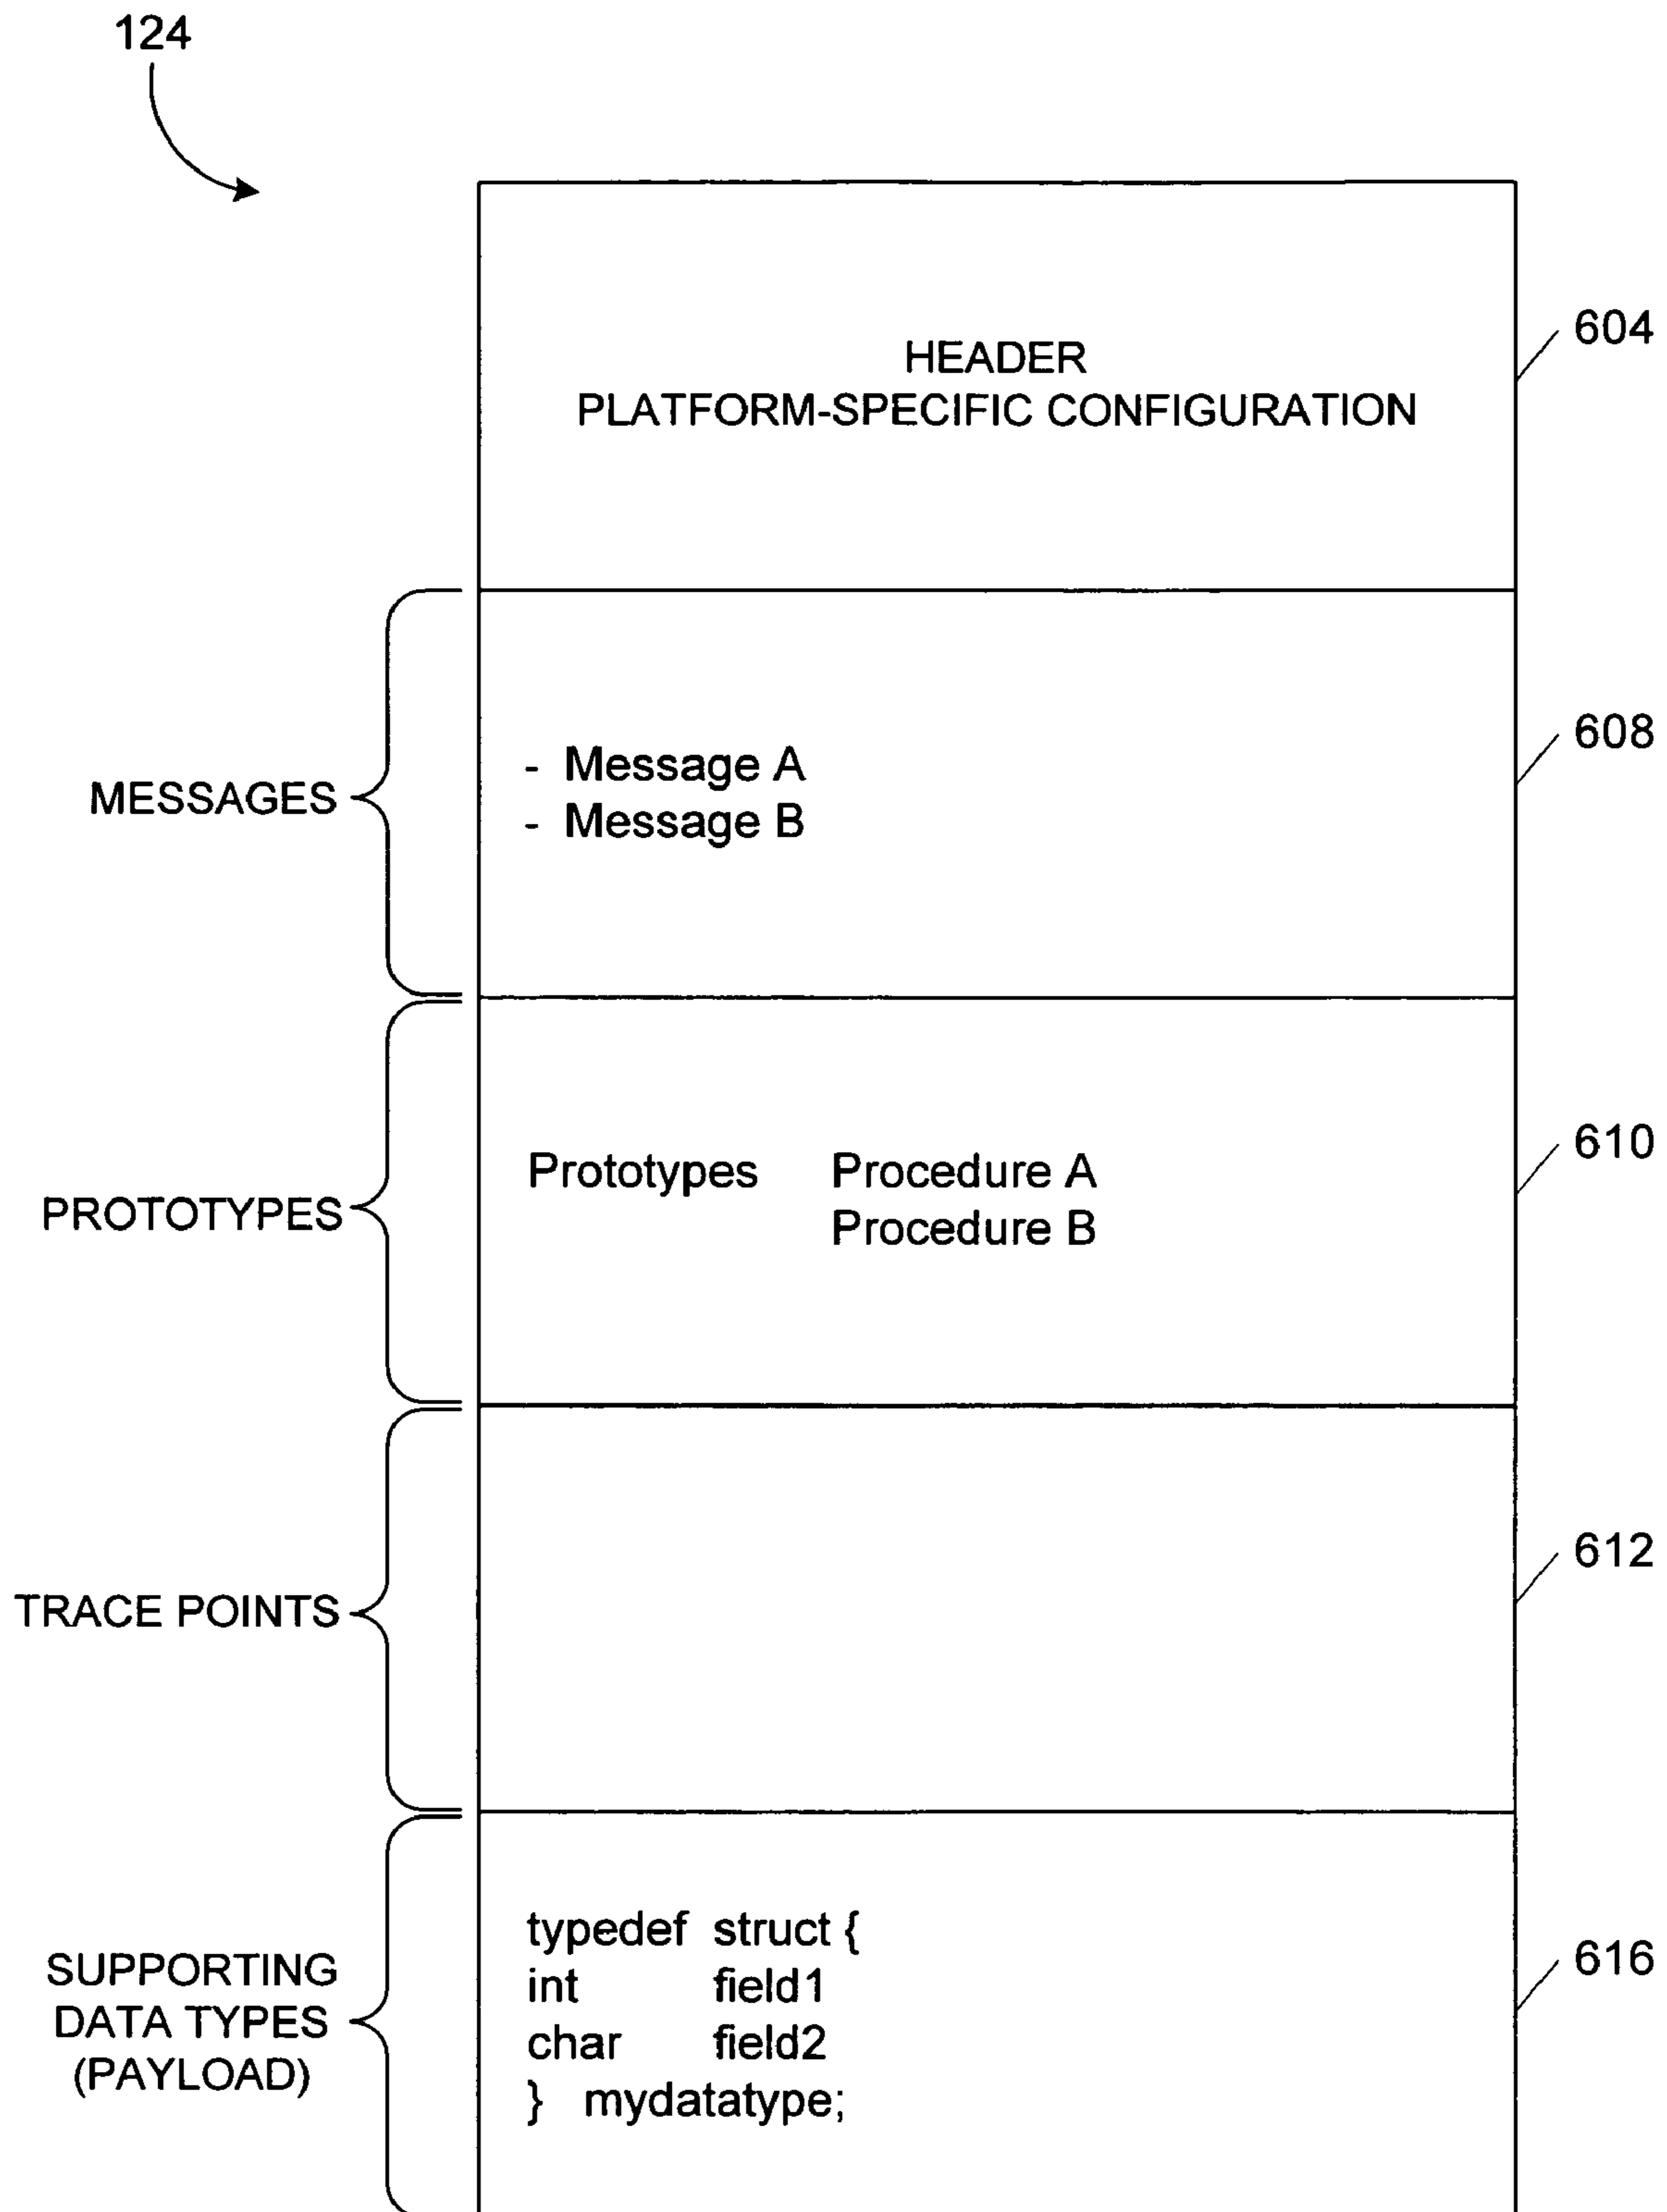 124
HEADER
PLATFORM-SPECIFIC CONFIGURATION
604
MESSAGES
- Message A
- Message B
608
PROTOTYPES
Prototypes Procedure A
Procedure B
610
TRACE POINTS
612
SUPPORTING
DATA TYPES
(PAYLOAD)
typedef struct {
int field1
char field2
} mydatatype;
616